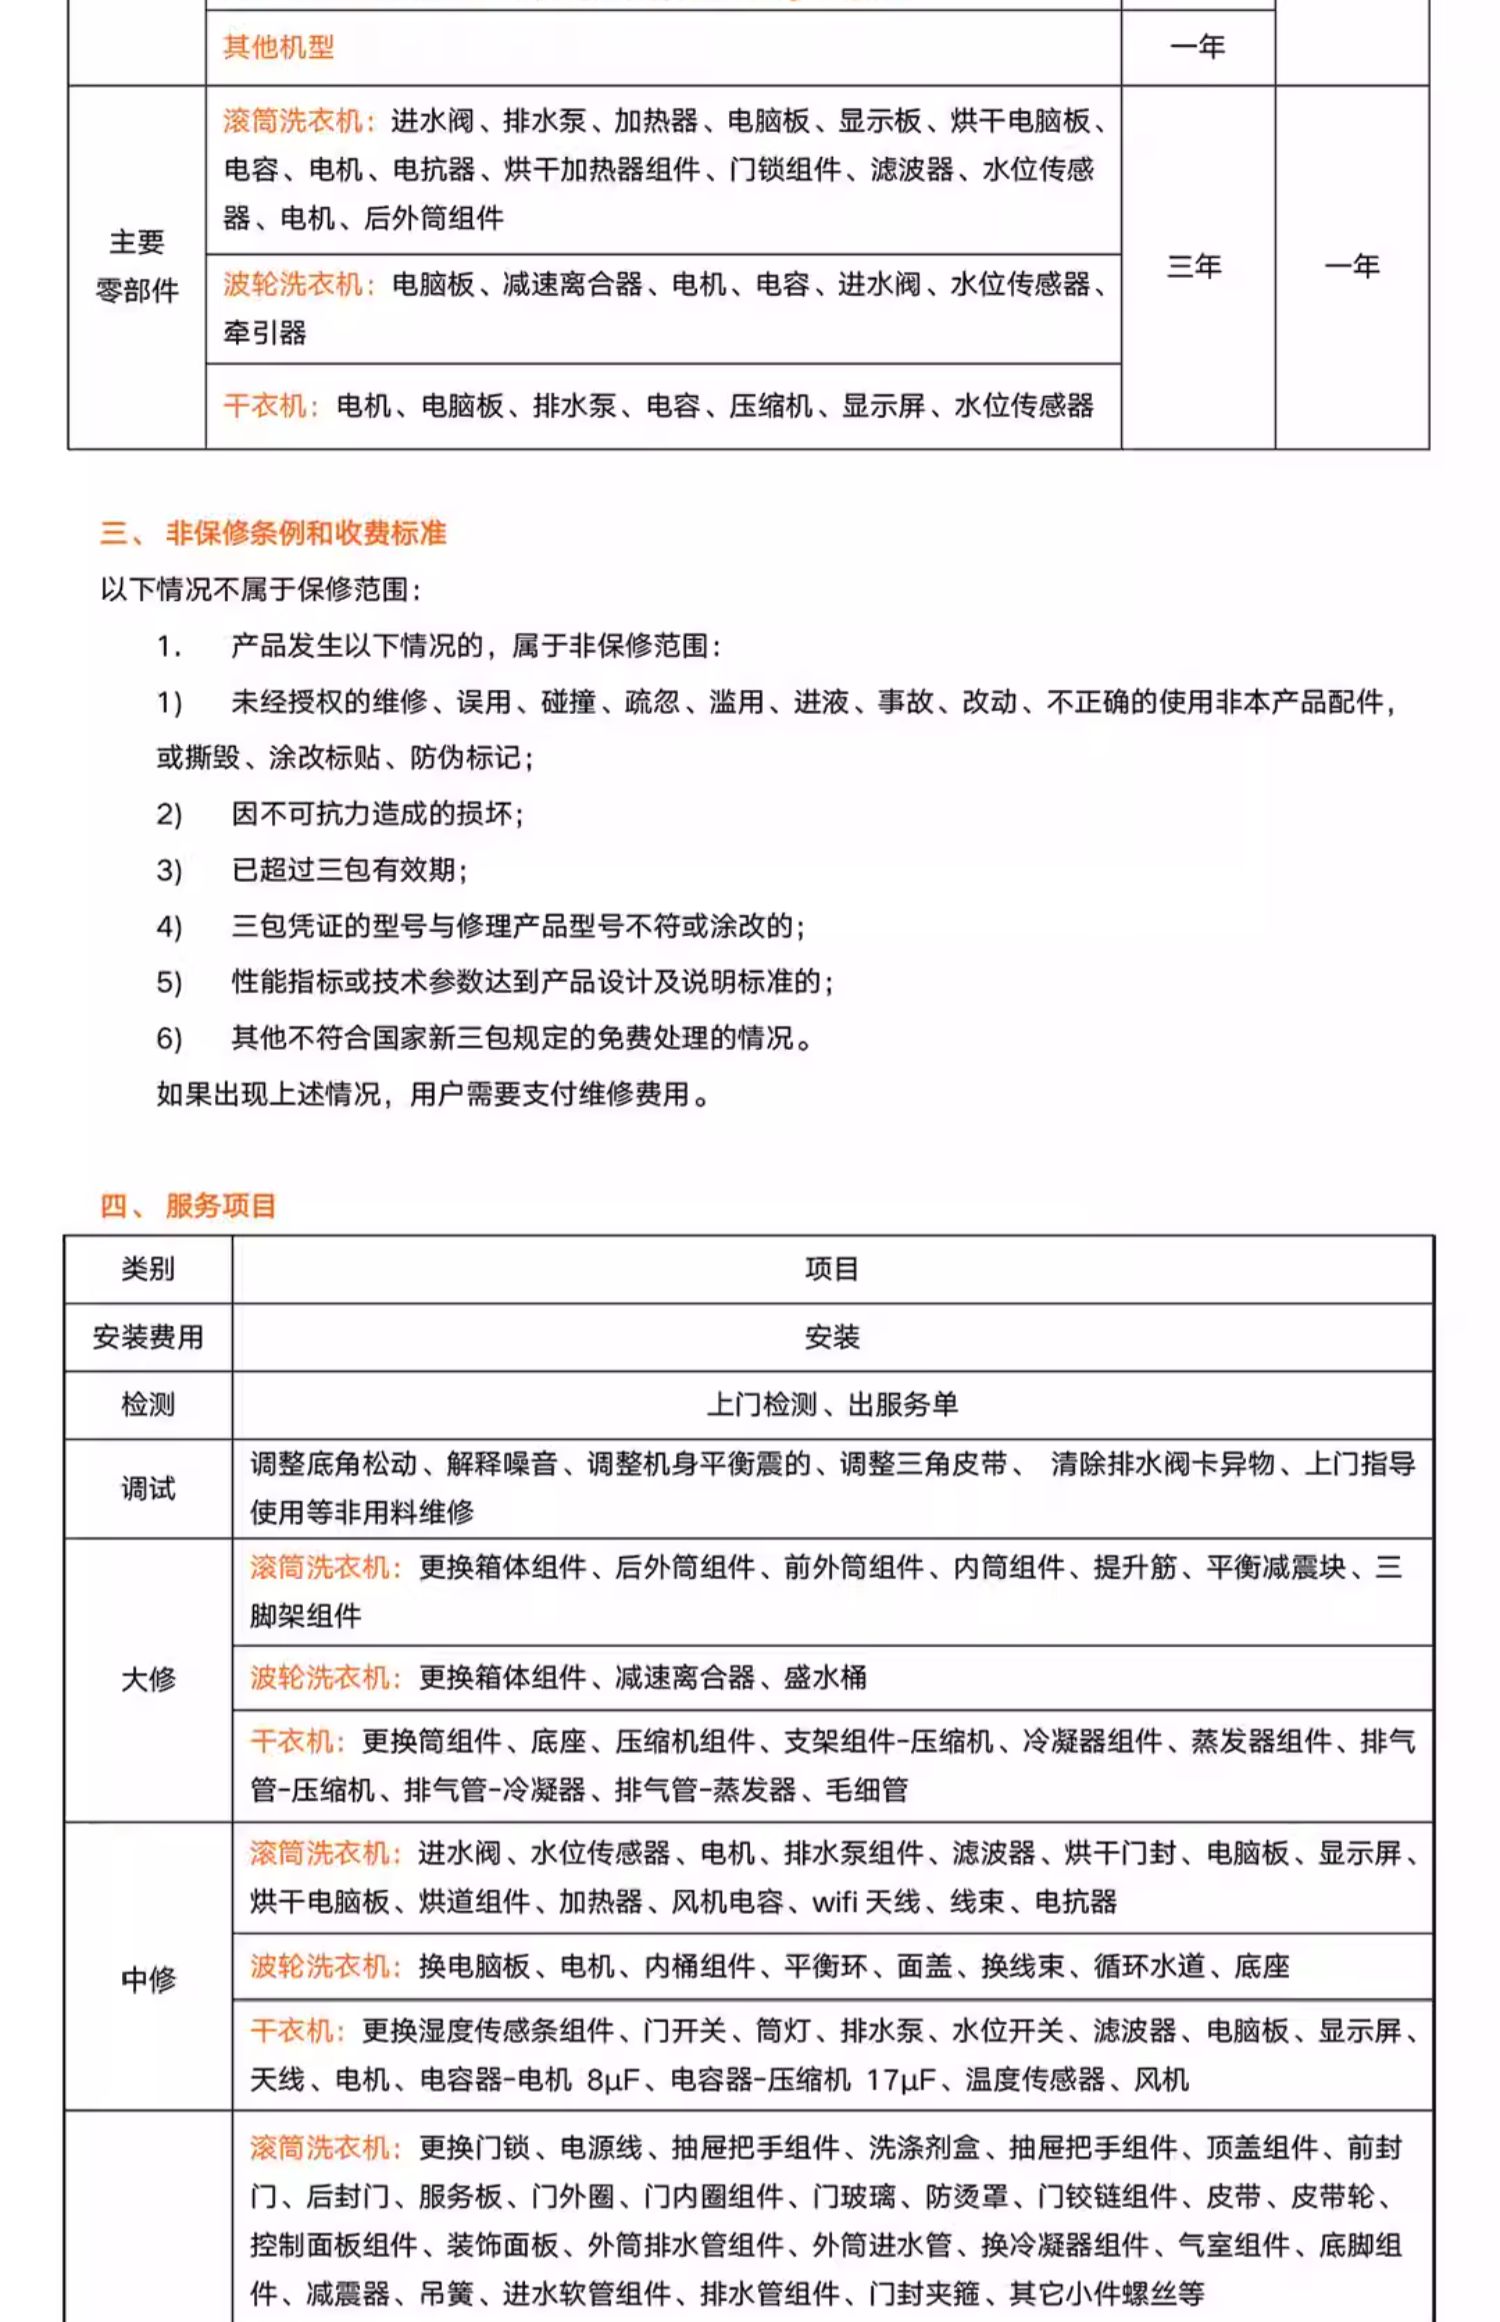 其他机型
一年
滚筒洗衣机：进水阀、排水泵、加热器、电脑板、显示板、烘干电脑板、
电容、电机、电抗器、烘干加热器组件、门锁组件、滤波器、水位传感
器、电机、后外筒组件
主要
零部件
波轮洗衣机：电脑板、减速离合器、电机、电容、进水阀、水位传感器、
牵引器
三年
一年
干衣机：电机、电脑板、排水泵、电容、压缩机、显示屏、水位传感器
三、非保修条例和收费标准
以下情况不属于保修范围：
1. 产品发生以下情况的，属于非保修范围：
1) 未经授权的维修、误用、碰撞、疏忽、滥用、进液、事故、改动、不正确的使用非本产品配件，
或撕毁、涂改标贴、防伪标记；
2) 因不可抗力造成的损坏；
3) 已超过三包有效期；
4) 三包凭证的型号与修理产品型号不符或涂改的；
5) 性能指标或技术参数达到产品设计及说明标准的；
6) 其他不符合国家新三包规定的免费处理的情况。
如果出现上述情况，用户需要支付维修费用。
四、服务项目
类别 项目
安装费用 安装
检测 上门检测、出服务单
调试
调整底角松动、解释噪音、调整机身平衡震的、调整三角皮带、 清除排水阀卡异物、上门指导
使用等非用料维修
大修
滚筒洗衣机：更换箱体组件、后外筒组件、前外筒组件、内筒组件、提升筋、平衡减震块、三
脚架组件
波轮洗衣机：更换箱体组件、减速离合器、盛水桶
干衣机：更换筒组件、底座、压缩机组件、支架组件-压缩机、冷凝器组件、蒸发器组件、排气
管-压缩机、排气管-冷凝器、排气管-蒸发器、毛细管
中修
滚筒洗衣机：进水阀、水位传感器、电机、排水泵组件、滤波器、烘干门封、电脑板、显示屏、
烘干电脑板、烘道组件、加热器、风机电容、wifi 天线、线束、电抗器
波轮洗衣机：换电脑板、电机、内桶组件、平衡环、面盖、换线束、循环水道、底座
干衣机：更换湿度传感条组件、门开关、筒灯、排水泵、水位开关、滤波器、电脑板、显示屏、
天线、电机、电容器-电机 8μF、电容器-压缩机 17μF、温度传感器、风机
滚筒洗衣机：更换门锁、电源线、抽屉把手组件、洗涤剂盒、抽屉把手组件、顶盖组件、前封
门、后封门、服务板、门外圈、门内圈组件、门玻璃、防烫罩、门铰链组件、皮带、皮带轮、
控制面板组件、装饰面板、外筒排水管组件、外筒进水管、换冷凝器组件、气室组件、底脚组
件、减震器、吊簧、进水软管组件、排水管组件、门封夹箍、其它小件螺丝等